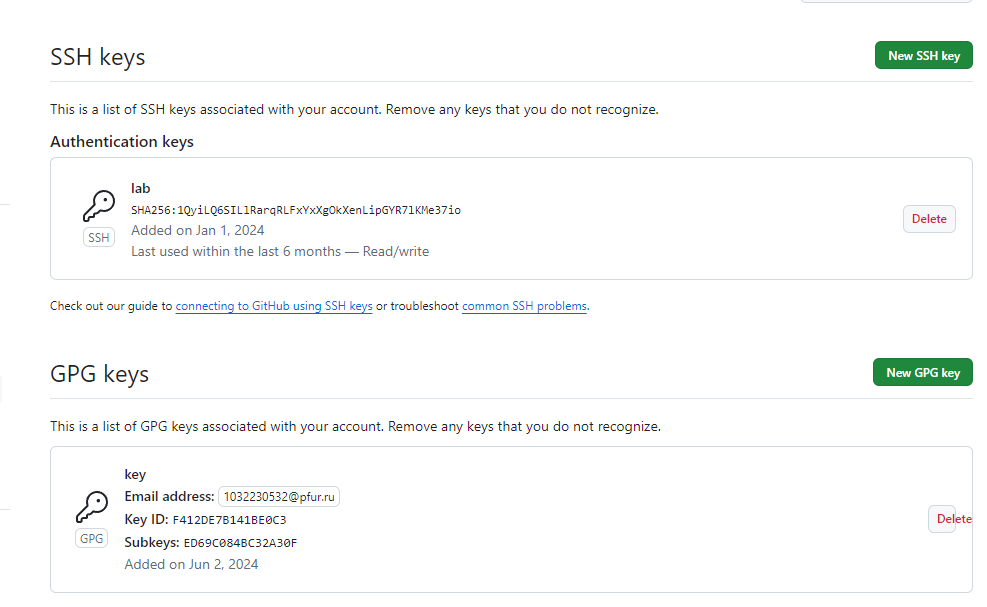 SSH keys
New SSH key
This is a list of SSH keys associated with your account. Remove any keys that you do not recognize.
Authentication keys
lab
SHA256:1QyiLQ6SIL1RarqRLFxYxXgOkXenLipGYR71KMe37io
Added on Jan 1, 2024
Last used within the last 6 months — Read/write
SSH
Delete
Check out our guide to connecting to GitHub using SSH keys or troubleshoot common SSH problems.
GPG keys
New GPG key
This is a list of GPG keys associated with your account. Remove any keys that you do not recognize.
key
Email address: 1032230532@pfur.ru
Key ID: F412DE7B141BE0C3
Subkeys: ED69C084BC32A30F
Added on Jun 2, 2024
GPG
Delete